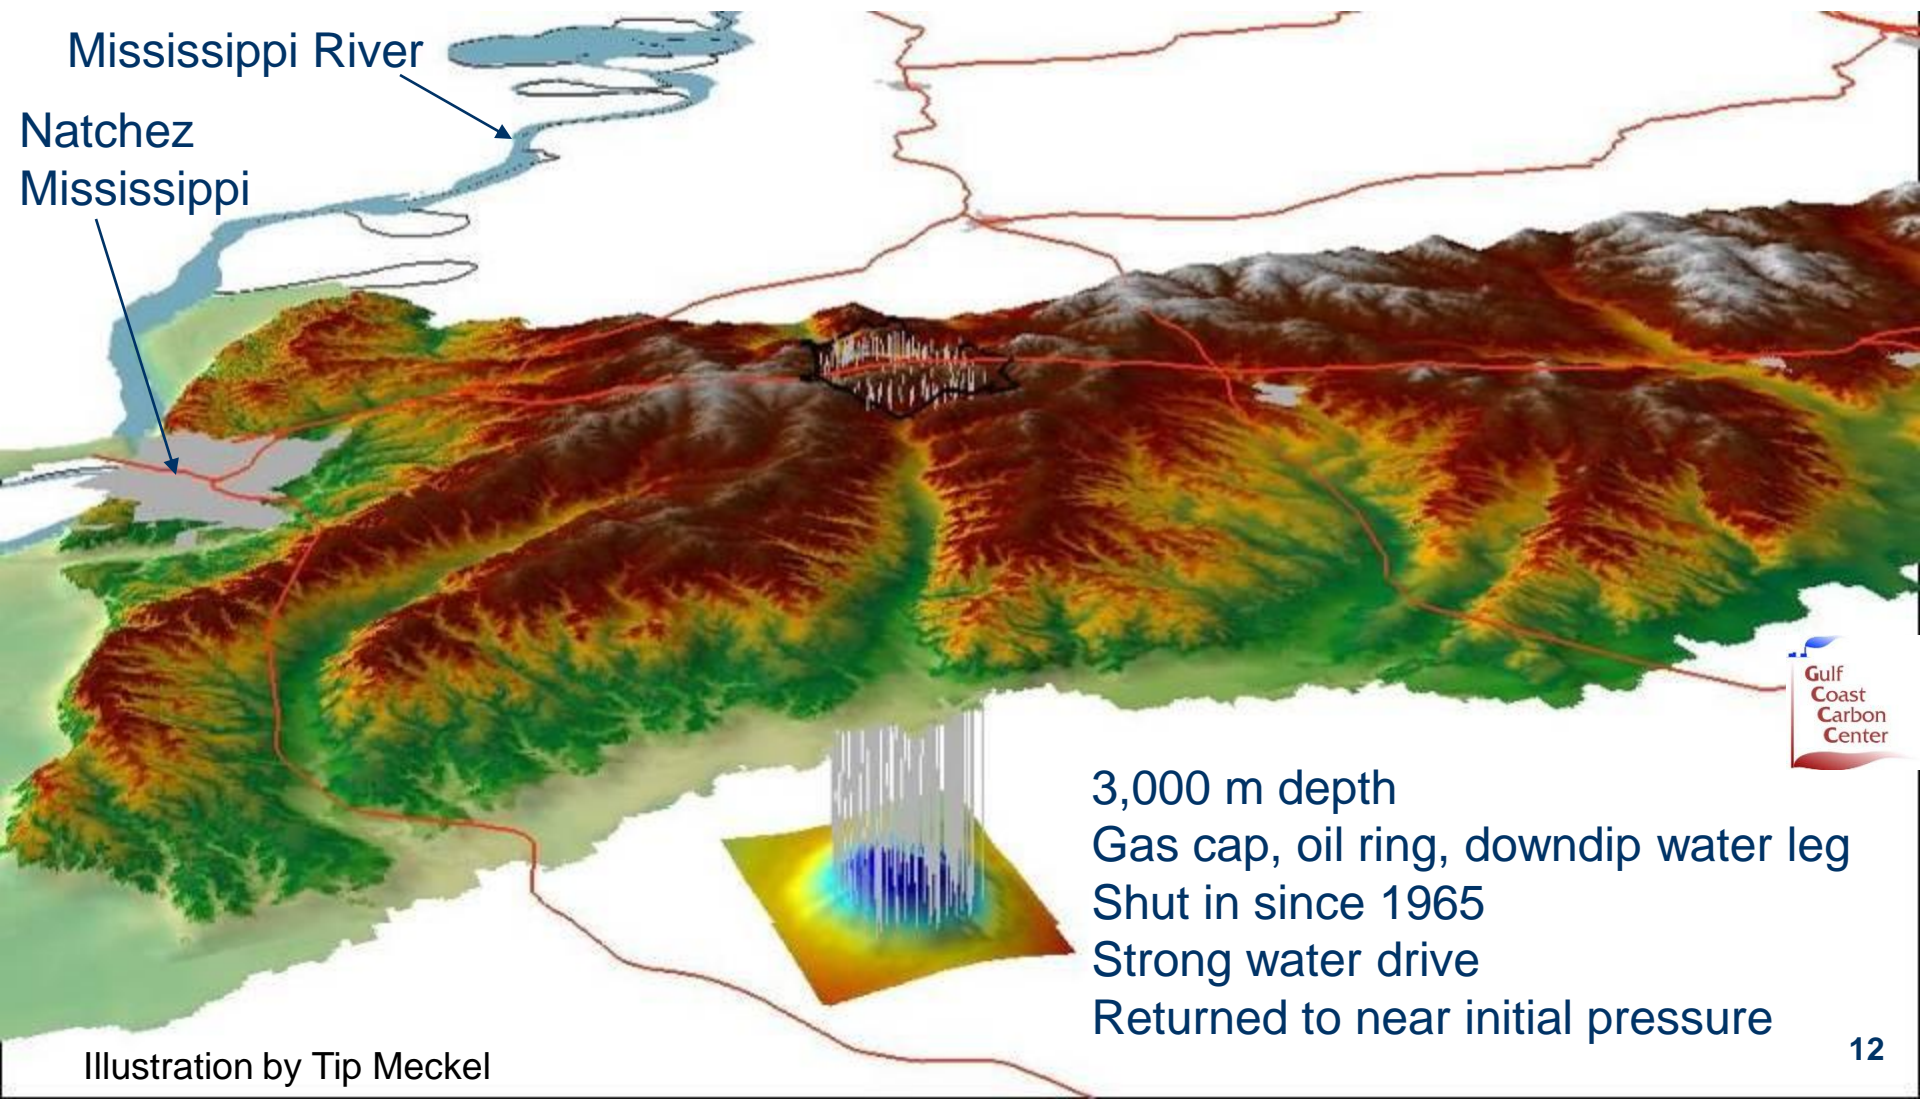 Mississippi River
Natchez
Mississippi
Gulf
Coast
Carbon
Center
3,000 m depth
Gas cap, oil ring, downdip water leg
Shut in since 1965
Strong water drive
Returned to near initial pressure
12
Illustration by Tip Meckel